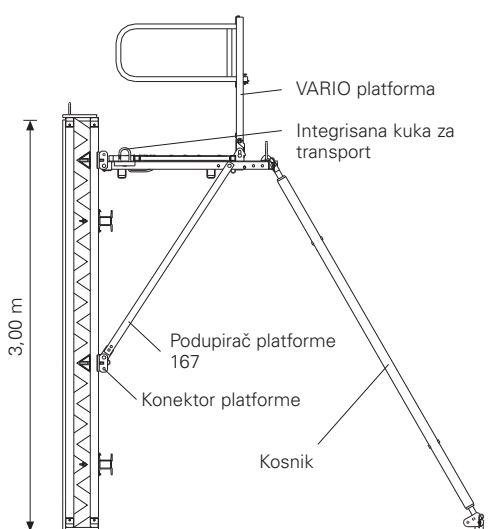 VARIO platforma
Integrisana kuka za
transport
3,00 m
Podupirač platforme
167
Konektor platforme
Kosnik